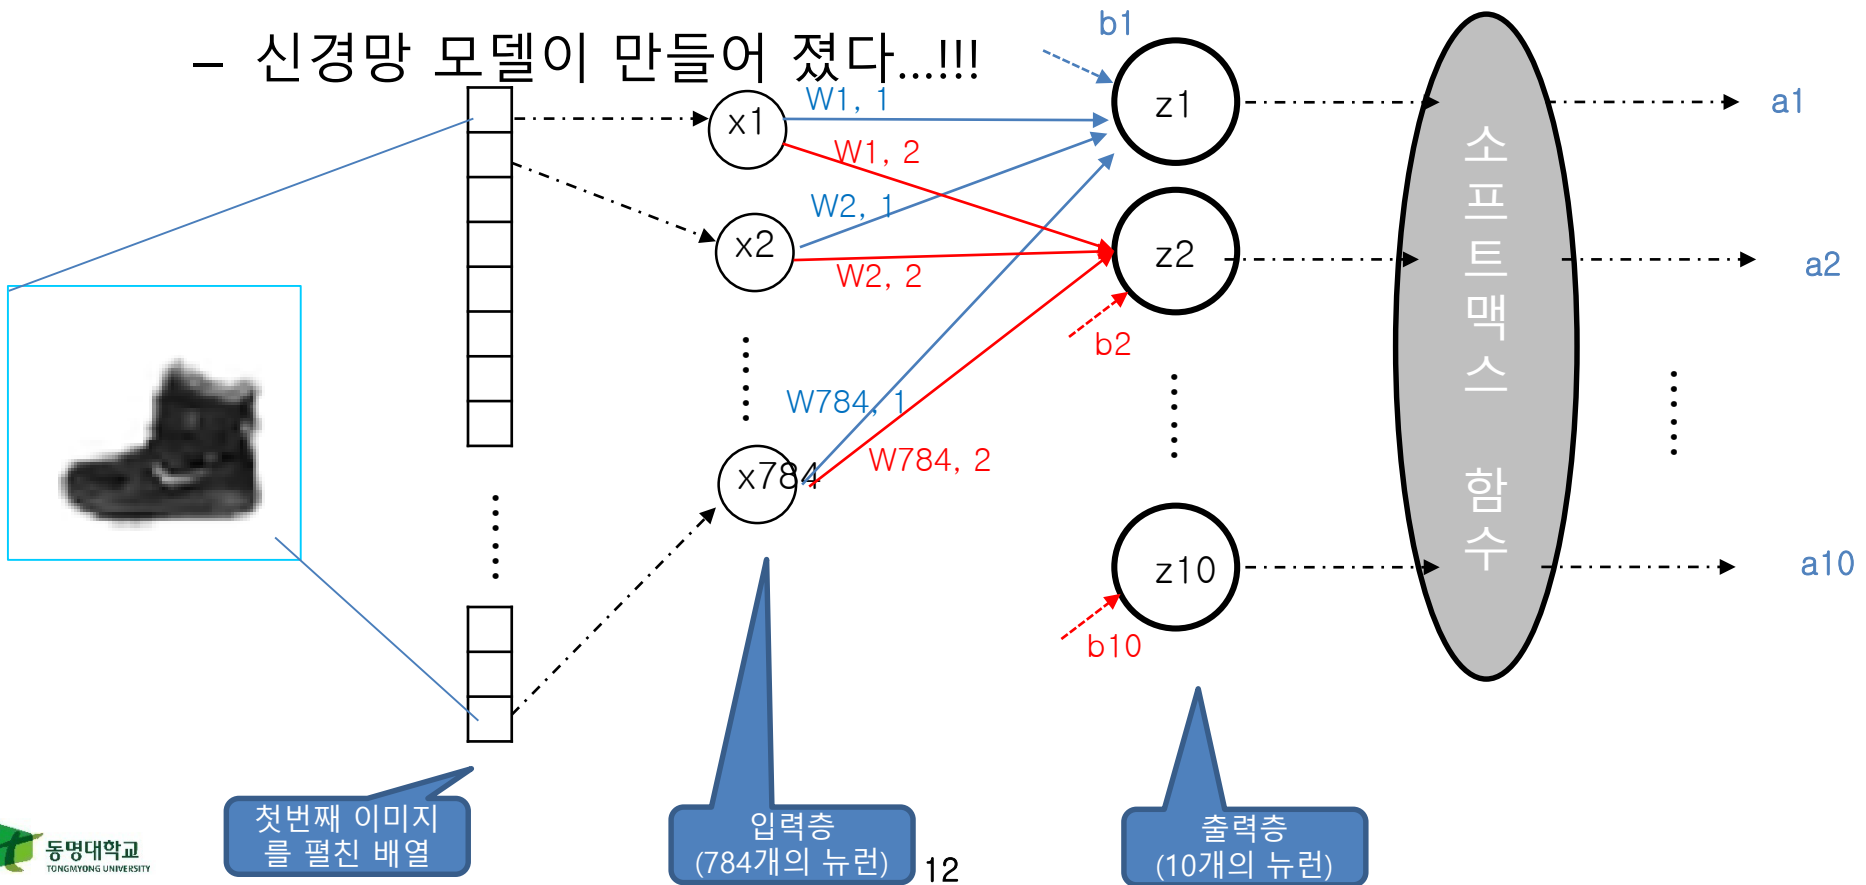 – 신경망 모델이 만들어 졌다...!!!
b1
x1
W1, 1
W1, 2
z1
a1
x2
W2, 1
W2, 2
z2
a2
b2
W784, 1
x784
W784, 2
z10
a10
b10
소프트맥스 함수
첫번째 이미지
를 펼친 배열
입력층
(784개의 뉴런)
출력층
(10개의 뉴런)
동명대학교
TONGMYONG UNIVERSITY
12